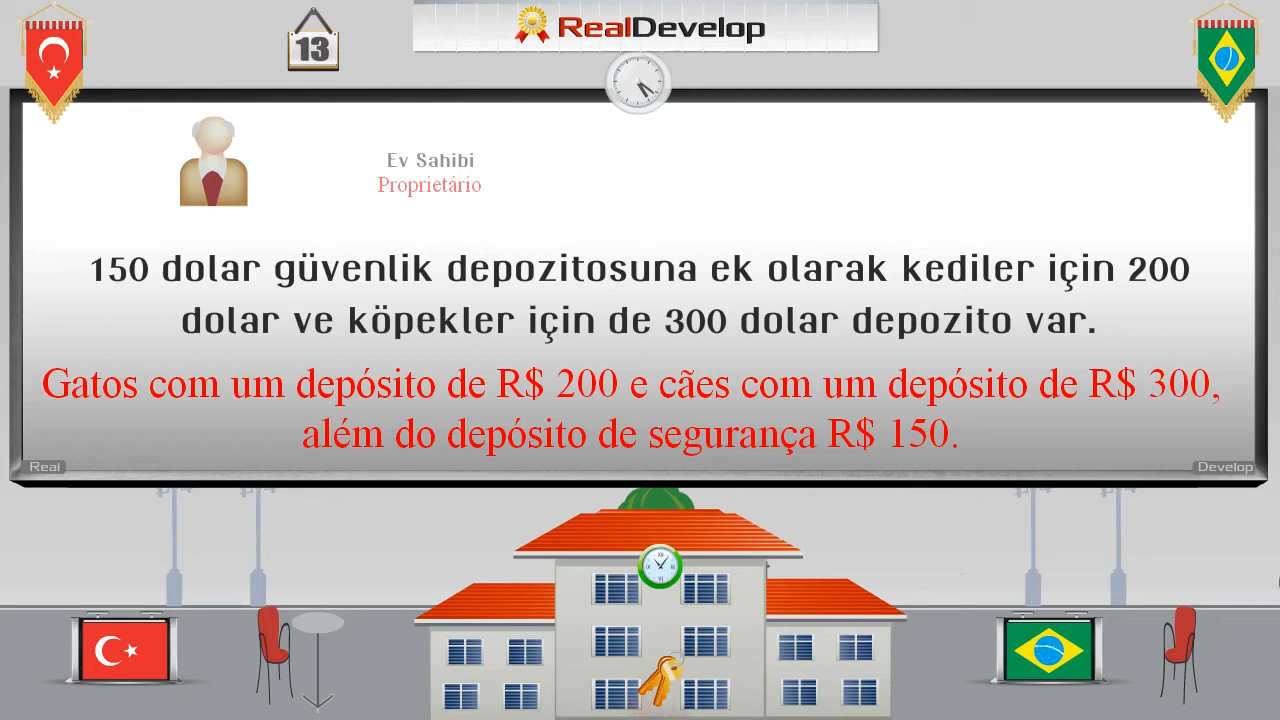 13
RealDevelop
Ev Sahibi
Proprietário
150 dolar güvenlik depozitosuna ek olarak kediler için 200
dolar ve köpekler için de 300 dolar depozito var.
Gatos com um depósito de R$ 200 e cães com um depósito de R$ 300,
além do depósito de segurança R$ 150.
Real
Develop